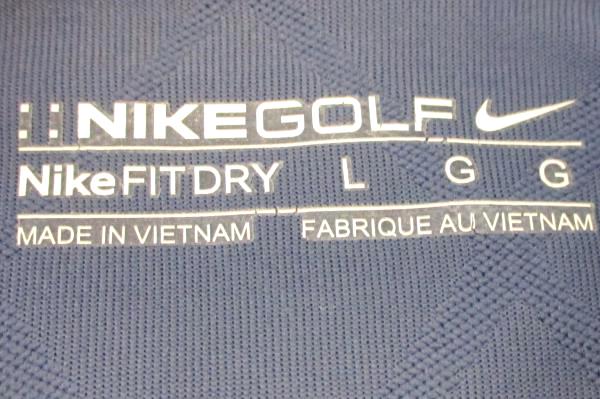 NIKEGOLF
NikeFITDRY L G G
MADE IN VIETNAM FABRIQUE AU VIETNAM